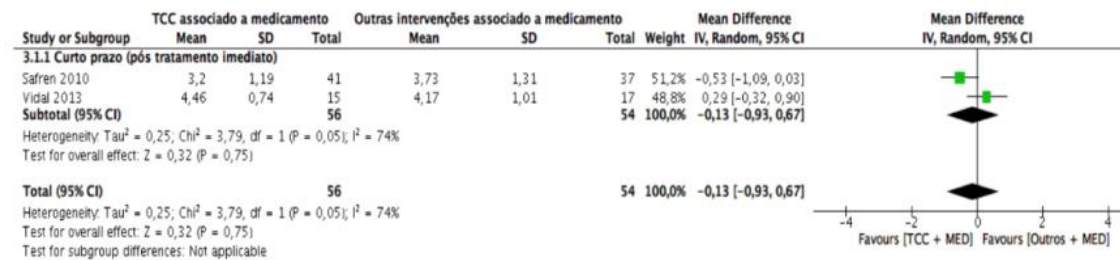 TCC associado a medicamento Outras intervenções associado a medicamento Mean Difference Mean Difference
Study or Subgroup Mean SD Total Mean SD Total Weight IV, Random, 95% CI IV, Random, 95% CI
3.1.1 Curto prazo (pós tratamento imediato)
Safren 2010 3,2 1,19 41 3,73 1,31 37 51,2% -0,53 [-1,09, 0,03]
Vidal 2013 4,46 0,74 15 4,17 1,01 17 48,8% 0,29 [-0,32, 0,90]
Subtotal (95% CI) 56 54 100,0% -0,13 [-0,93, 0,67]
Heterogeneity: Tau² = 0,25; Chi² = 3,79, df = 1 (P = 0,05); I² = 74%
Test for overall effect: Z = 0,32 (P = 0,75)
Total (95% CI) 56 54 100,0% -0,13 [-0,93, 0,67]
Heterogeneity: Tau² = 0,25; Chi² = 3,79, df = 1 (P = 0,05); I² = 74%
Test for overall effect: Z = 0,32 (P = 0,75)
Test for subgroup differences: Not applicable
-4 -2 0 2 4
Favours [TCC + MED] Favours [Outros + MED]